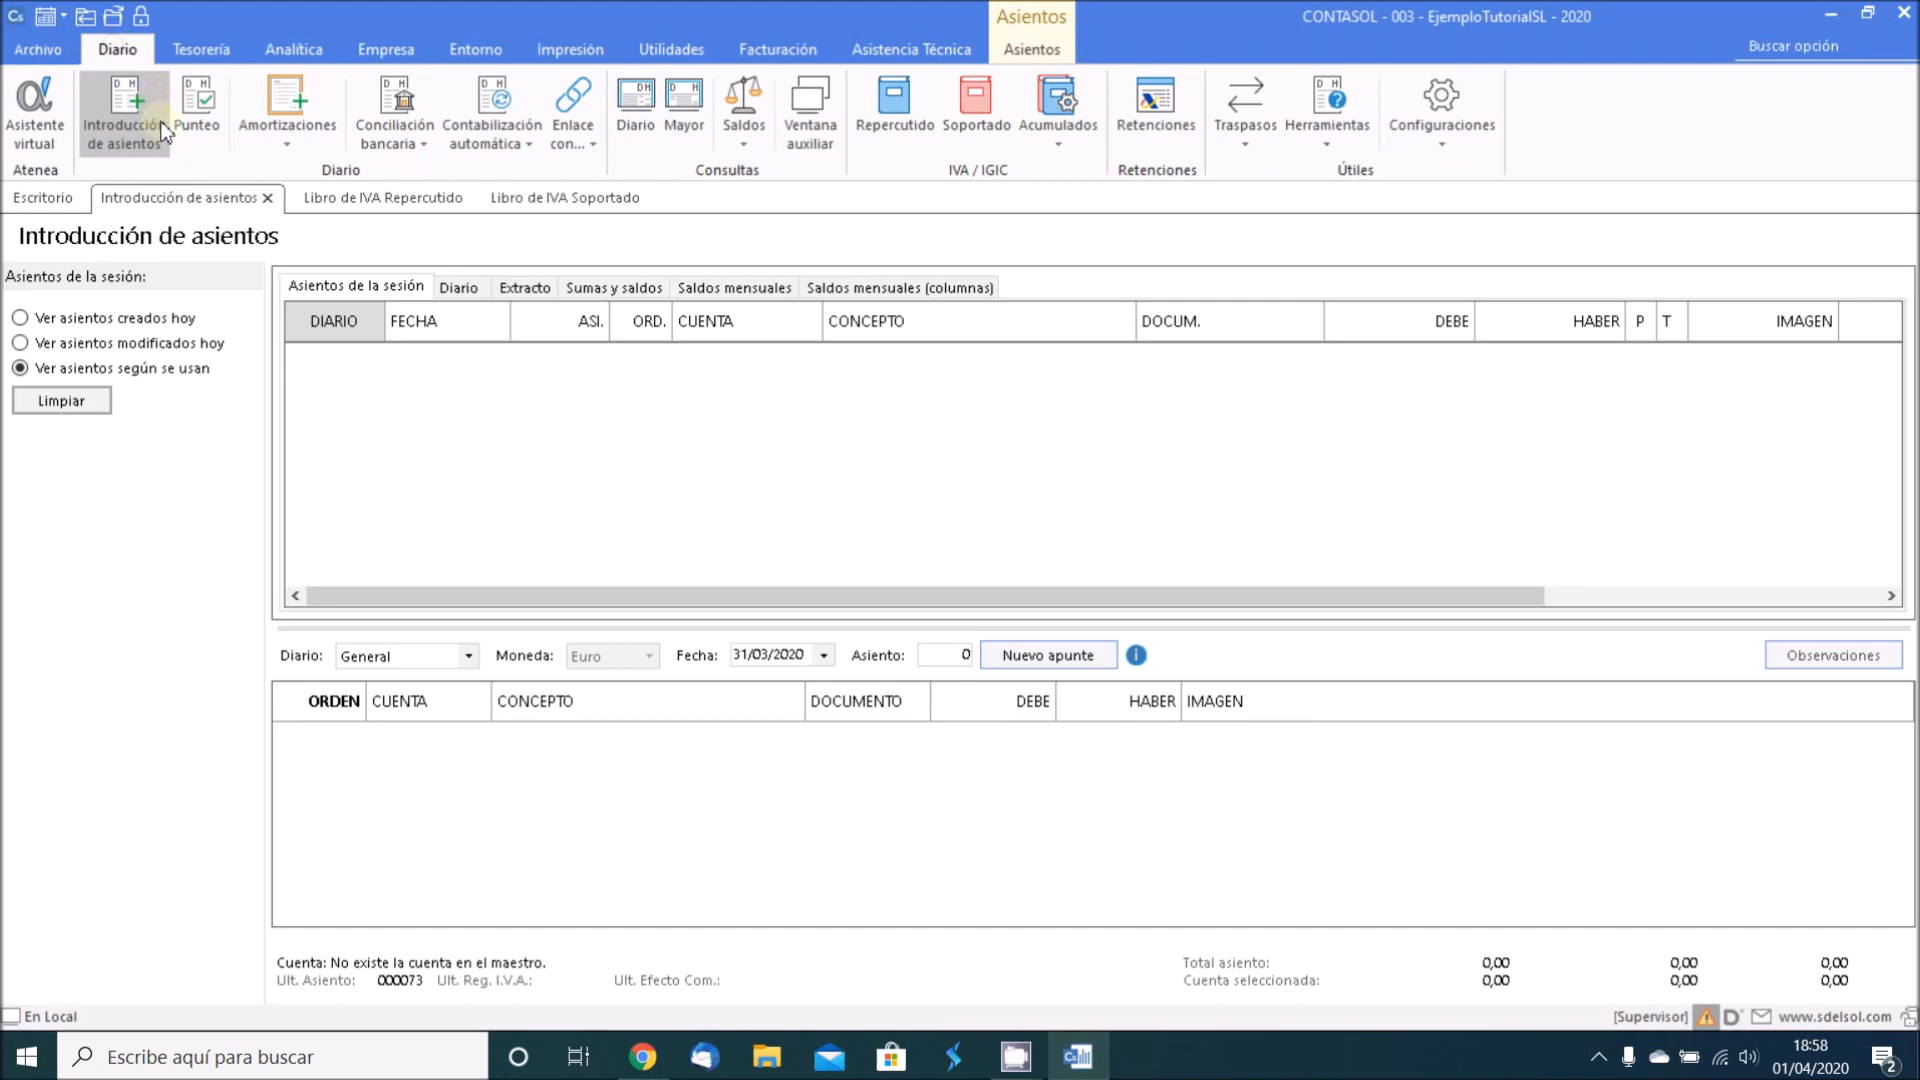 Asientos
CONTASOL - 003 - EjemploTutorialSL - 2020
Archivo Diario Tesorería Analítica Empresa Entorno Impresión Utilidades Facturación Asistencia Técnica Asientos Buscar opción
Asistente virtual
Introducción de asientos
Punteo
Amortizaciones
Conciliación bancaria
Contabilización automática
Enlace con...
Diario
Mayor
Saldos
Ventana auxiliar
Repercutido
Soportado
Acumulados
Retenciones
Traspasos
Herramientas
Configuraciones
Atenea Diario Consultas IVA / IGIC Retenciones Útiles
Escritorio Introducción de asientos Libro de IVA Repercutido Libro de IVA Soportado
Introducción de asientos
Asientos de la sesión:
Ver asientos creados hoy
Ver asientos modificados hoy
Ver asientos según se usan
Limpiar
Asientos de la sesión Diario Extracto Sumas y saldos Saldos mensuales Saldos mensuales (columnas)
DIARIO FECHA ASI. ORD. CUENTA CONCEPTO DOCUM. DEBE HABER P T IMAGEN
Diario: General Moneda: Euro Fecha: 31/03/2020 Asiento: 0 Nuevo apunte Observaciones
ORDEN CUENTA CONCEPTO DOCUMENTO DEBE HABER IMAGEN
Cuenta: No existe la cuenta en el maestro. Total asiento: 0,00 0,00 0,00
Ult. Asiento: 000073 Ult. Reg. I.V.A.: Ult. Efecto Com.: Cuenta seleccionada: 0,00 0,00 0,00
En Local [Supervisor] www.sdelsol.com
Escribe aquí para buscar
18:58
01/04/2020
2